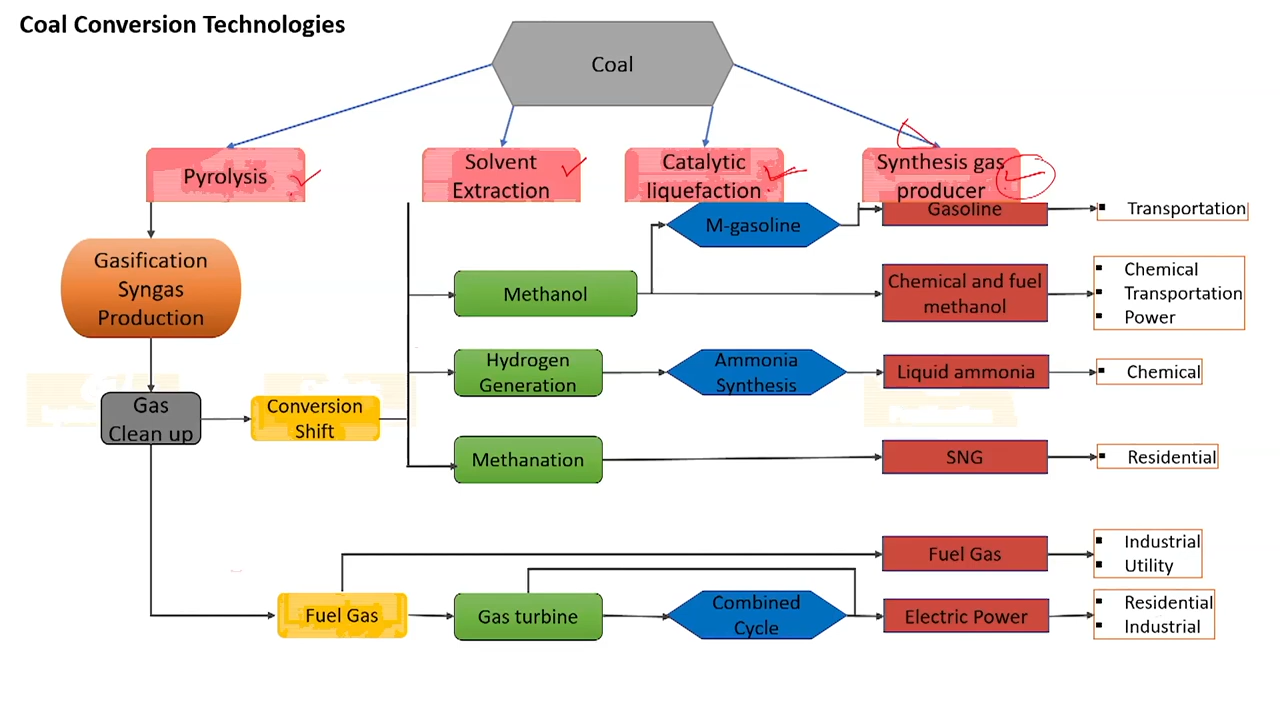 Coal Conversion Technologies
Coal
Pyrolysis
Solvent
Extraction
Catalytic
liquefaction
Synthesis gas
producer
Gasification
Syngas
Production
M-gasoline
Gasoline
Transportation
Methanol
Chemical and fuel
methanol
Chemical
Transportation
Power
Hydrogen
Generation
Ammonia
Synthesis
Liquid ammonia
Chemical
Gas
Clean up
Conversion
Shift
Methanation
SNG
Residential
Fuel Gas
Industrial
Utility
Fuel Gas
Gas turbine
Combined
Cycle
Electric Power
Residential
Industrial